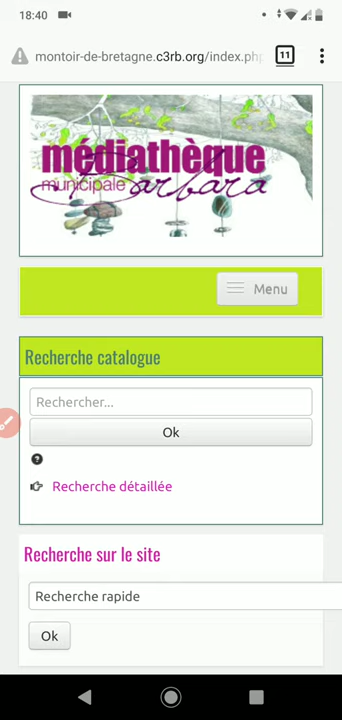 18:40
montoir-de-bretagne.c3rb.org/index.php
11
médiathèque
municipale Barbara
Menu
Recherche catalogue
Rechercher...
Ok
Recherche détaillée
Recherche sur le site
Recherche rapide
Ok